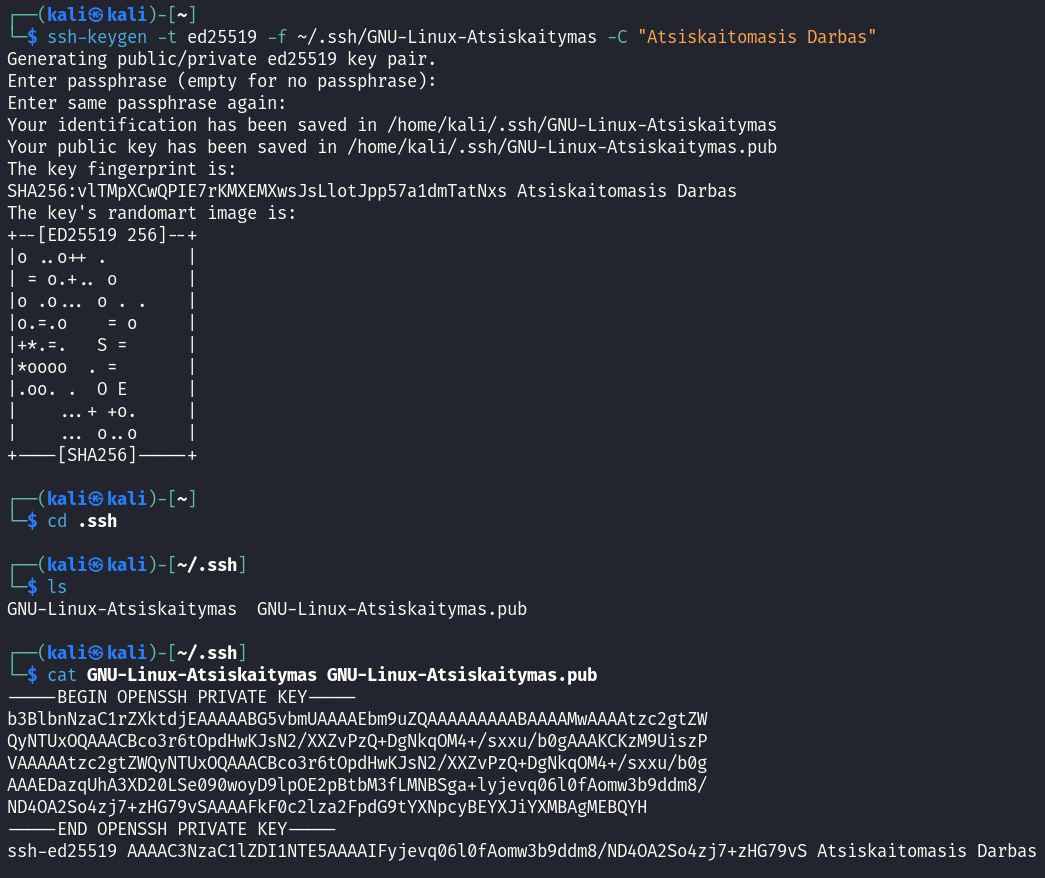 ┌──(kali㉿kali)-[~]
└─$ ssh-keygen -t ed25519 -f ~/.ssh/GNU-Linux-Atsiskaitymas -C "Atsiskaitomasis Darbas"
Generating public/private ed25519 key pair.
Enter passphrase (empty for no passphrase):
Enter same passphrase again:
Your identification has been saved in /home/kali/.ssh/GNU-Linux-Atsiskaitymas
Your public key has been saved in /home/kali/.ssh/GNU-Linux-Atsiskaitymas.pub
The key fingerprint is:
SHA256:vlTMpXCwQPIE7rKMXEMXwsJsLlotJpp57a1dmTatNxs Atsiskaitomasis Darbas
The key's randomart image is:
+--[ED25519 256]--+
|o ..o++ .        |
| = o.+.. o       |
|o .o... o . .    |
|o.=.o    = o     |
|+*.=.   S =      |
|*oooo  . =       |
|.oo. .  O E      |
|    ...+ +o.     |
|    ... o..o     |
+----[SHA256]-----+
┌──(kali㉿kali)-[~]
└─$ cd .ssh
┌──(kali㉿kali)-[~/.ssh]
└─$ ls
GNU-Linux-Atsiskaitymas  GNU-Linux-Atsiskaitymas.pub
┌──(kali㉿kali)-[~/.ssh]
└─$ cat GNU-Linux-Atsiskaitymas GNU-Linux-Atsiskaitymas.pub
-----BEGIN OPENSSH PRIVATE KEY-----
b3BlbnNzaC1rZXktdjEAAAAABG5vbmUAAAAEbm9uZQAAAAAAAAABAAAAMwAAAAtzc2gtZW
QyNTUxOQAAACBco3r6tOpdHwKJsN2/XXZvPzQ+DgNkqOM4+/sxxu/b0gAAAKCKzM9UiszP
VAAAAAtzc2gtZWQyNTUxOQAAACBco3r6tOpdHwKJsN2/XXZvPzQ+DgNkqOM4+/sxxu/b0g
AAAEDazqUhA3XD20LSe090woyD9lpOE2pBtbM3fLMNBSga+lyjevq06l0fAomw3b9ddm8/
ND4OA2So4zj7+zHG79vSAAAAFkF0c2lza2FpdG9tYXNpcyBEYXJiYXMBAgMEBQYH
-----END OPENSSH PRIVATE KEY-----
ssh-ed25519 AAAAC3NzaC1lZDI1NTE5AAAAIFyjevq06l0fAomw3b9ddm8/ND4OA2So4zj7+zHG79vS Atsiskaitomasis Darbas